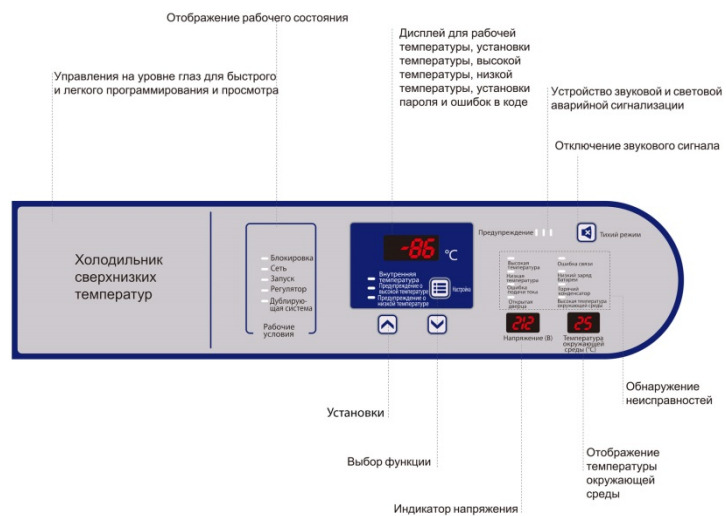 Отображение рабочего состояния
Дисплей для рабочей
температуры, установки
температуры, высокой
температуры, низкой
температуры, установки
пароля и ошибок в коде
Управления на уровне глаз для быстрого
и легкого программирования и просмотра
Устройство звуковой и световой
аварийной сигнализации
Отключение звукового сигнала
Холодильник
сверхнизких
температур
Блокировка
Сеть
Запуск
Регулятор
Дублирую-
щая система
Рабочие
условия
-86 °C
Внутренняя
температура
Предпреждение о
высокой температуре
Предпреждение о
низкой температуре
Настройка
Предупреждение
Тихий режим
Высокая
температура
Низкая
температура
Ошибка
подачи тока
Открытая
дверца
Ошибка связи
Низкий заряд
батареи
Горячий
конденсатор
Высокая температура
окружающей среды
212
Напряжение (В)
25
Температура
окружающей
среды (°C)
Установки
Выбор функции
Индикатор напряжения
Обнаружение
неисправностей
Отображение
температуры
окружающей
среды